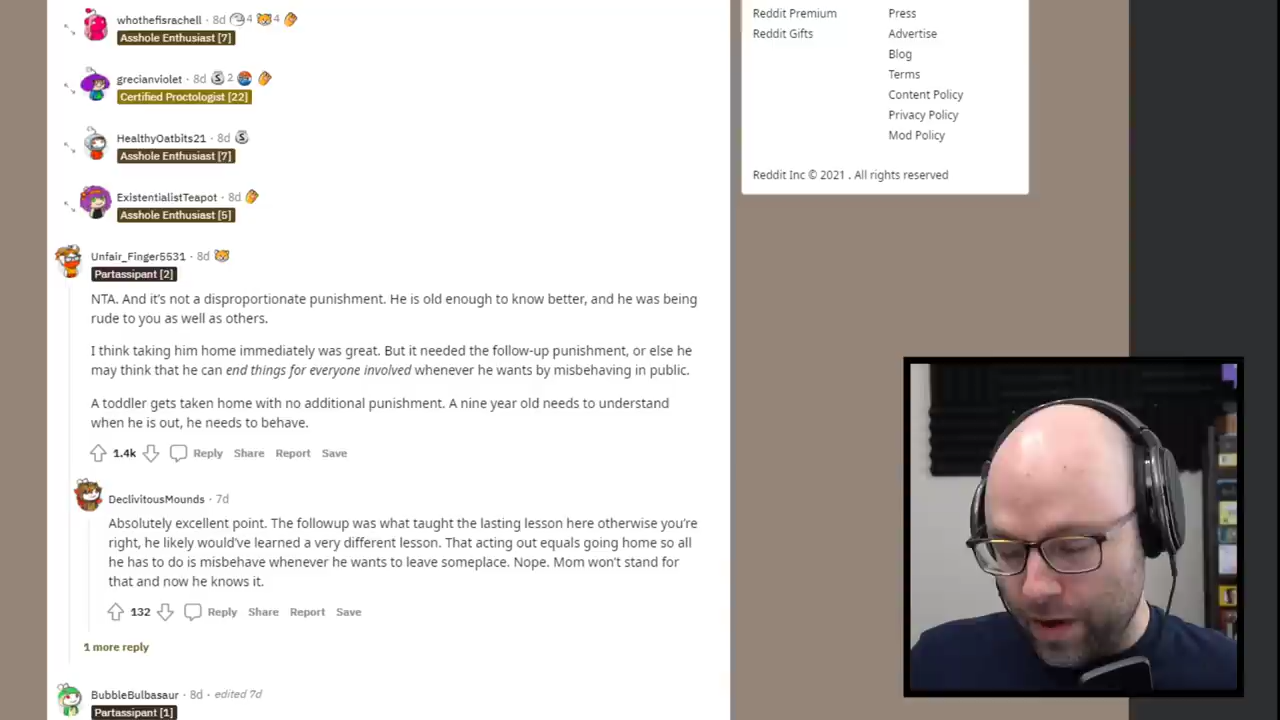 whothefisrachell · 8d 4 4
Asshole Enthusiast [7]
grecianviolet · 8d S 2
Certified Proctologist [22]
HealthyOatbits21 · 8d S
Asshole Enthusiast [7]
ExistentialistTeapot · 8d
Asshole Enthusiast [5]
Unfair_Finger5531 · 8d
Partassipant [2]
NTA. And it's not a disproportionate punishment. He is old enough to know better, and he was being
rude to you as well as others.
I think taking him home immediately was great. But it needed the follow-up punishment, or else he
may think that he can end things for everyone involved whenever he wants by misbehaving in public.
A toddler gets taken home with no additional punishment. A nine year old needs to understand
when he is out, he needs to behave.
1.4k Reply Share Report Save
DeclivitousMounds · 7d
Absolutely excellent point. The followup was what taught the lasting lesson here otherwise you're
right, he likely would've learned a very different lesson. That acting out equals going home so all
he has to do is misbehave whenever he wants to leave someplace. Nope. Mom won't stand for
that and now he knows it.
132 Reply Share Report Save
1 more reply
BubbleBulbasaur · 8d · edited 7d
Partassipant [1]
Reddit Premium
Reddit Gifts
Press
Advertise
Blog
Terms
Content Policy
Privacy Policy
Mod Policy
Reddit Inc © 2021 . All rights reserved